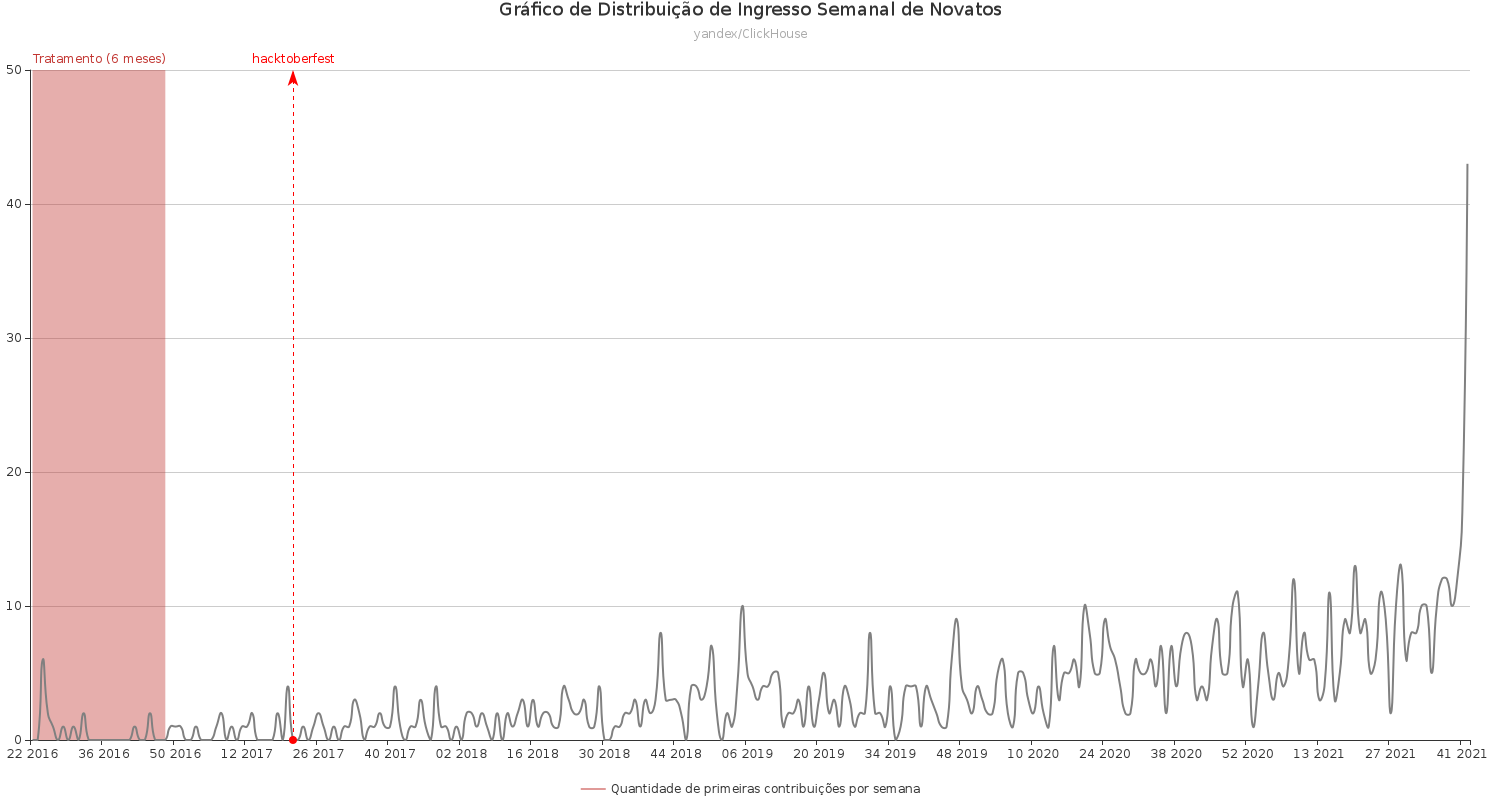 Gráfico de Distribuição de Ingresso Semanal de Novatos
yandex/ClickHouse
Tratamento (6 meses)
hacktoberfest
50
40
30
20
10
0
22 2016 36 2016 50 2016 12 2017 26 2017 40 2017 02 2018 16 2018 30 2018 44 2018 06 2019 20 2019 34 2019 48 2019 10 2020 24 2020 38 2020 52 2020 13 2021 27 2021 41 2021
Quantidade de primeiras contribuições por semana